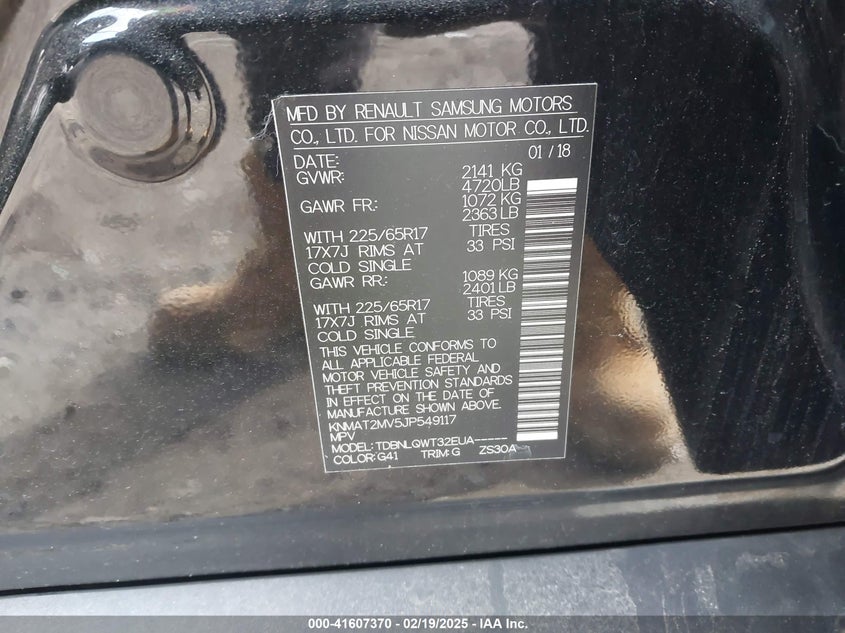 MFD BY RENAULT SAMSUNG MOTORS
CO., LTD. FOR NISSAN MOTOR CO., LTD.
DATE: 01 / 18
GVWR: 2141 KG
4720LB
GAWR FR: 1072 KG
2363LB
WITH 225/65R17 TIRES
17X7J RIMS AT 33 PSI
COLD SINGLE
GAWR RR: 1089 KG
2401LB
WITH 225/65R17 TIRES
17X7J RIMS AT 33 PSI
COLD SINGLE
THIS VEHICLE CONFORMS TO
ALL APPLICABLE FEDERAL
MOTOR VEHICLE SAFETY AND
THEFT PREVENTION STANDARDS
IN EFFECT ON THE DATE OF
MANUFACTURE SHOWN ABOVE.
KNMAT2MV5JP549117
MPV
MODEL: TDBNLQWT32EUA-----
COLOR: G41 TRIM: G ZS30A
000-41607370 - 02/19/2025 - IAA Inc.